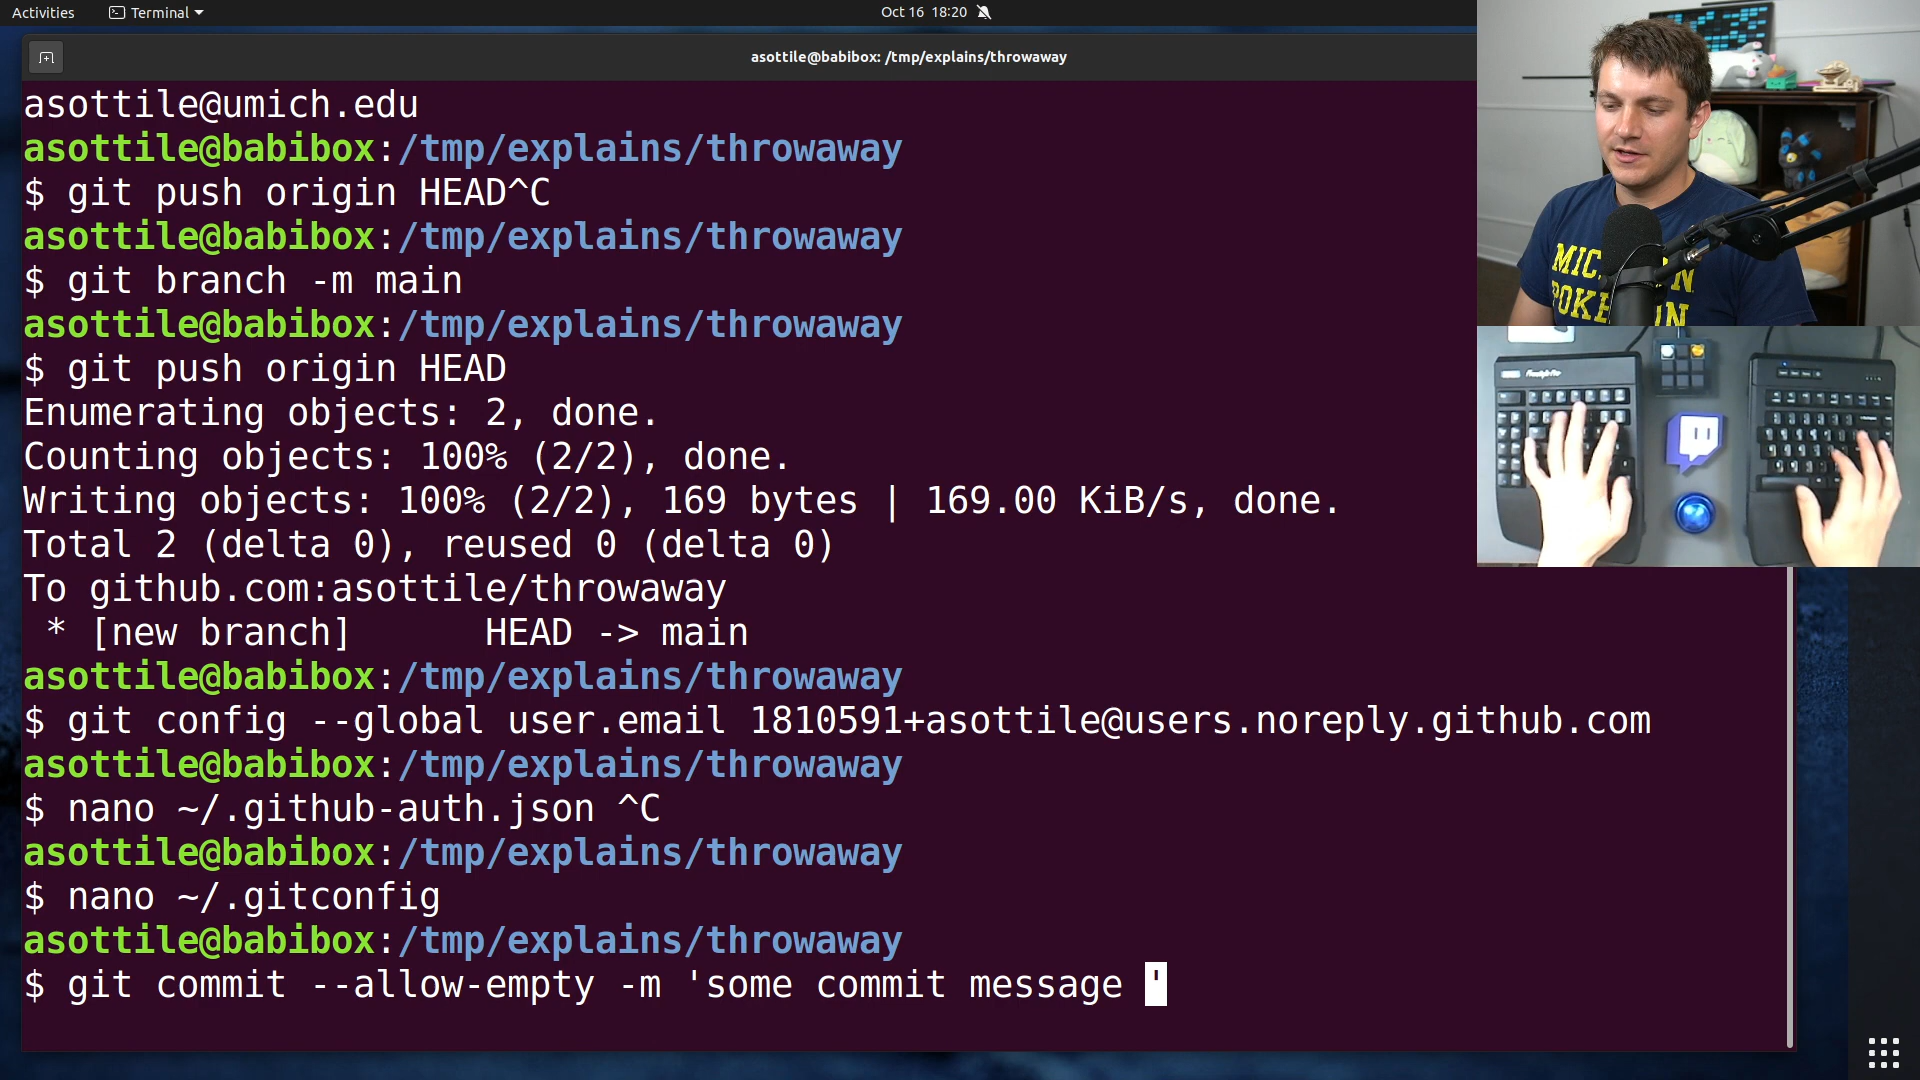 Activities
Terminal
Oct 16 18:20
asottile@babibox: /tmp/explains/throwaway
asottile@umich.edu
asottile@babibox:/tmp/explains/throwaway
$ git push origin HEAD^C
asottile@babibox:/tmp/explains/throwaway
$ git branch -m main
asottile@babibox:/tmp/explains/throwaway
$ git push origin HEAD
Enumerating objects: 2, done.
Counting objects: 100% (2/2), done.
Writing objects: 100% (2/2), 169 bytes | 169.00 KiB/s, done.
Total 2 (delta 0), reused 0 (delta 0)
To github.com:asottile/throwaway
* [new branch]      HEAD -> main
asottile@babibox:/tmp/explains/throwaway
$ git config --global user.email 1810591+asottile@users.noreply.github.com
asottile@babibox:/tmp/explains/throwaway
$ nano ~/.github-auth.json ^C
asottile@babibox:/tmp/explains/throwaway
$ nano ~/.gitconfig
asottile@babibox:/tmp/explains/throwaway
$ git commit --allow-empty -m 'some commit message '